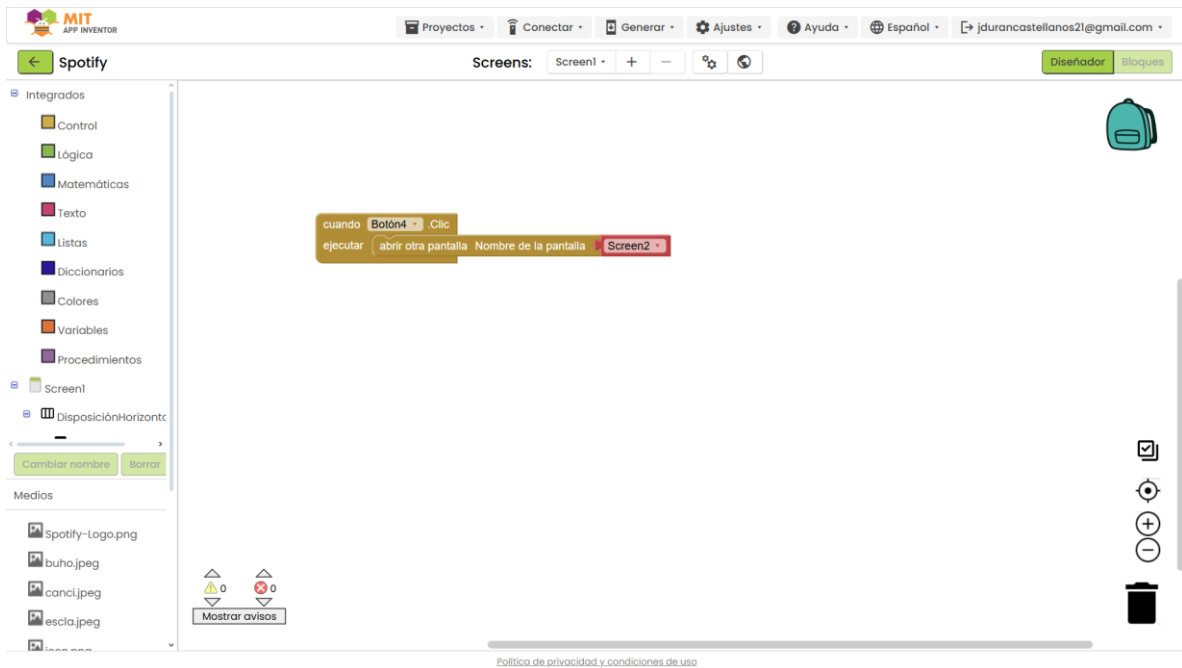 MIT
APP INVENTOR
Proyectos
Conectar
Generar
Ajustes
Ayuda
Español
jdurancastellanos21@gmail.com
Spotify
Screens:
Screen1
Diseñador
Bloques
Integrados
Control
Lógica
Matemáticas
Texto
Listas
Diccionarios
Colores
Variables
Procedimientos
Screen1
DisposiciónHorizonta
Cambiar nombre
Borrar
Medios
Spotify-Logo.png
buho.jpeg
canci.jpeg
escla.jpeg
cuando Botón4 .Clic
ejecutar abrir otra pantalla Nombre de la pantalla Screen2
0 0
Mostrar avisos
Política de privacidad y condiciones de uso